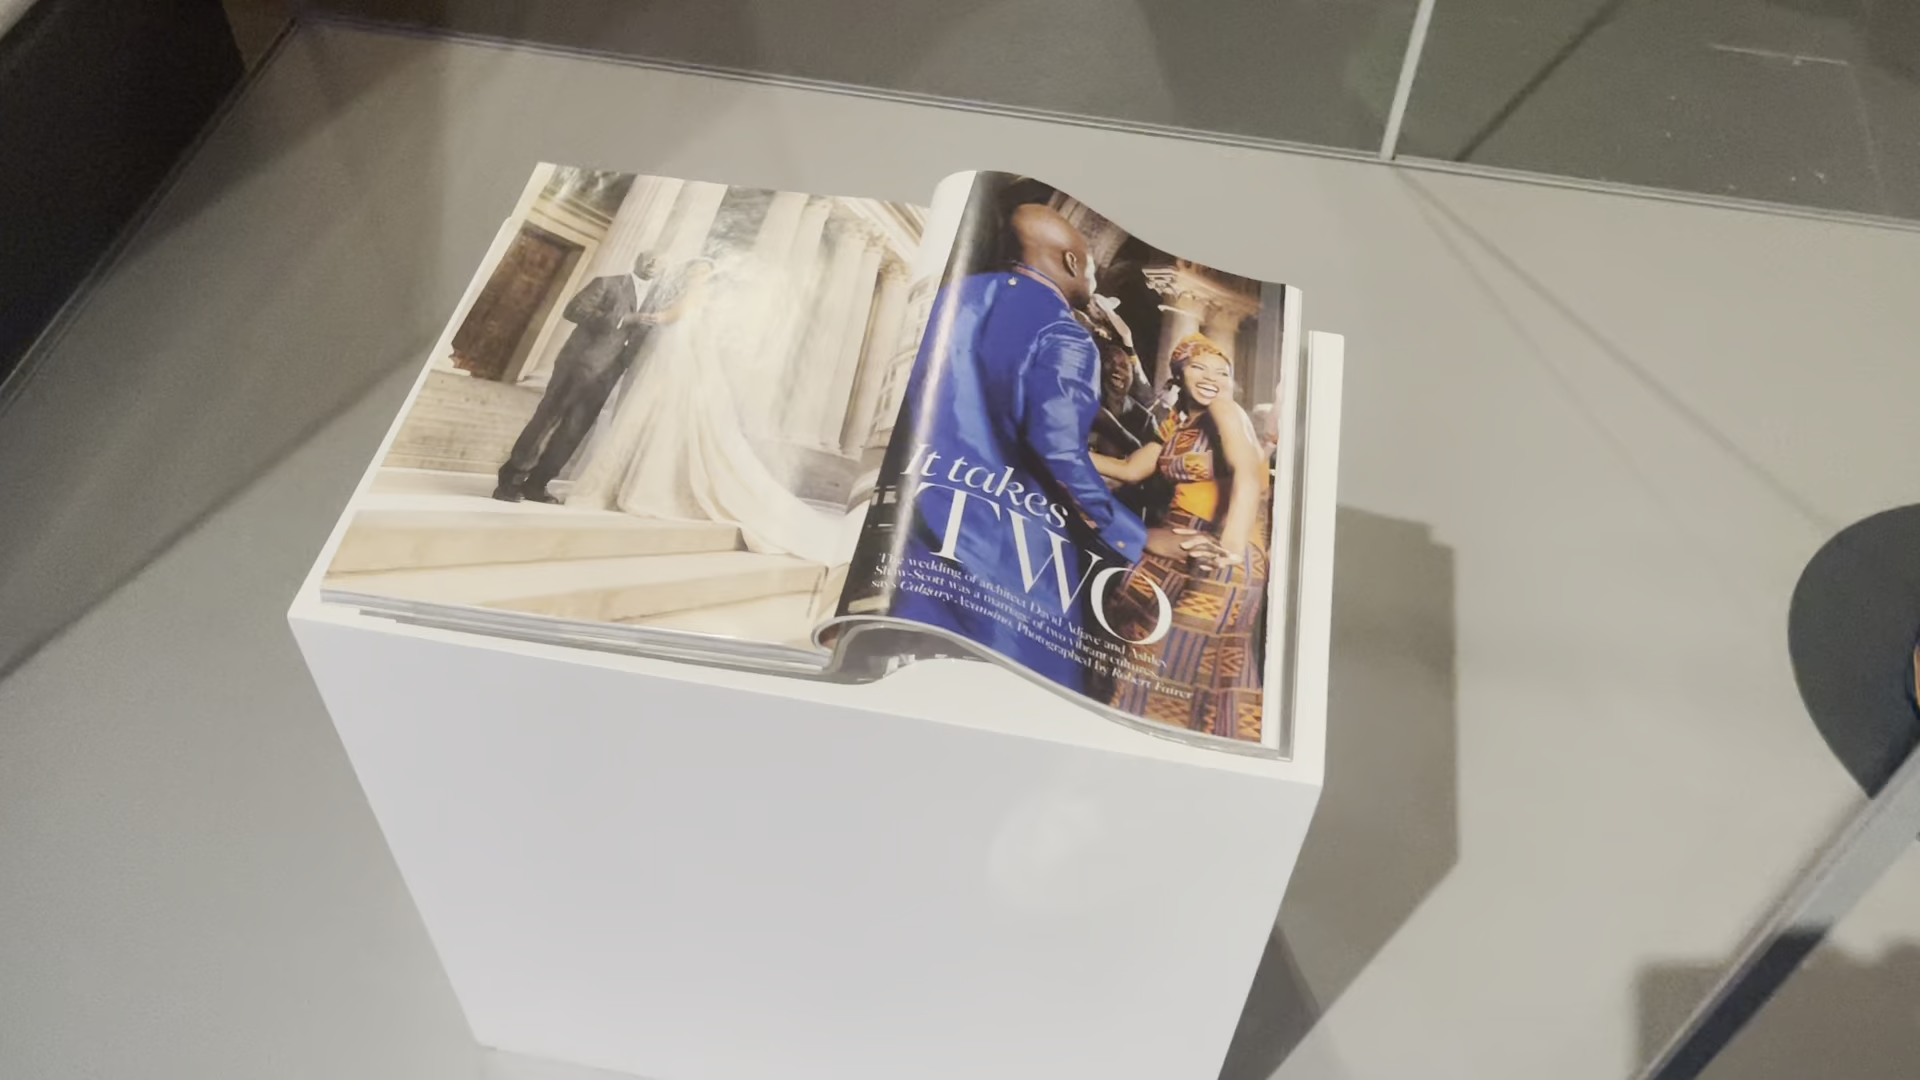 It takes
TWO
The wedding of architect David Adjaye and Ashley
Shaw-Scott was a marriage of two vibrant cultures,
says Calgary Avansino. Photographed by Robert Fairer